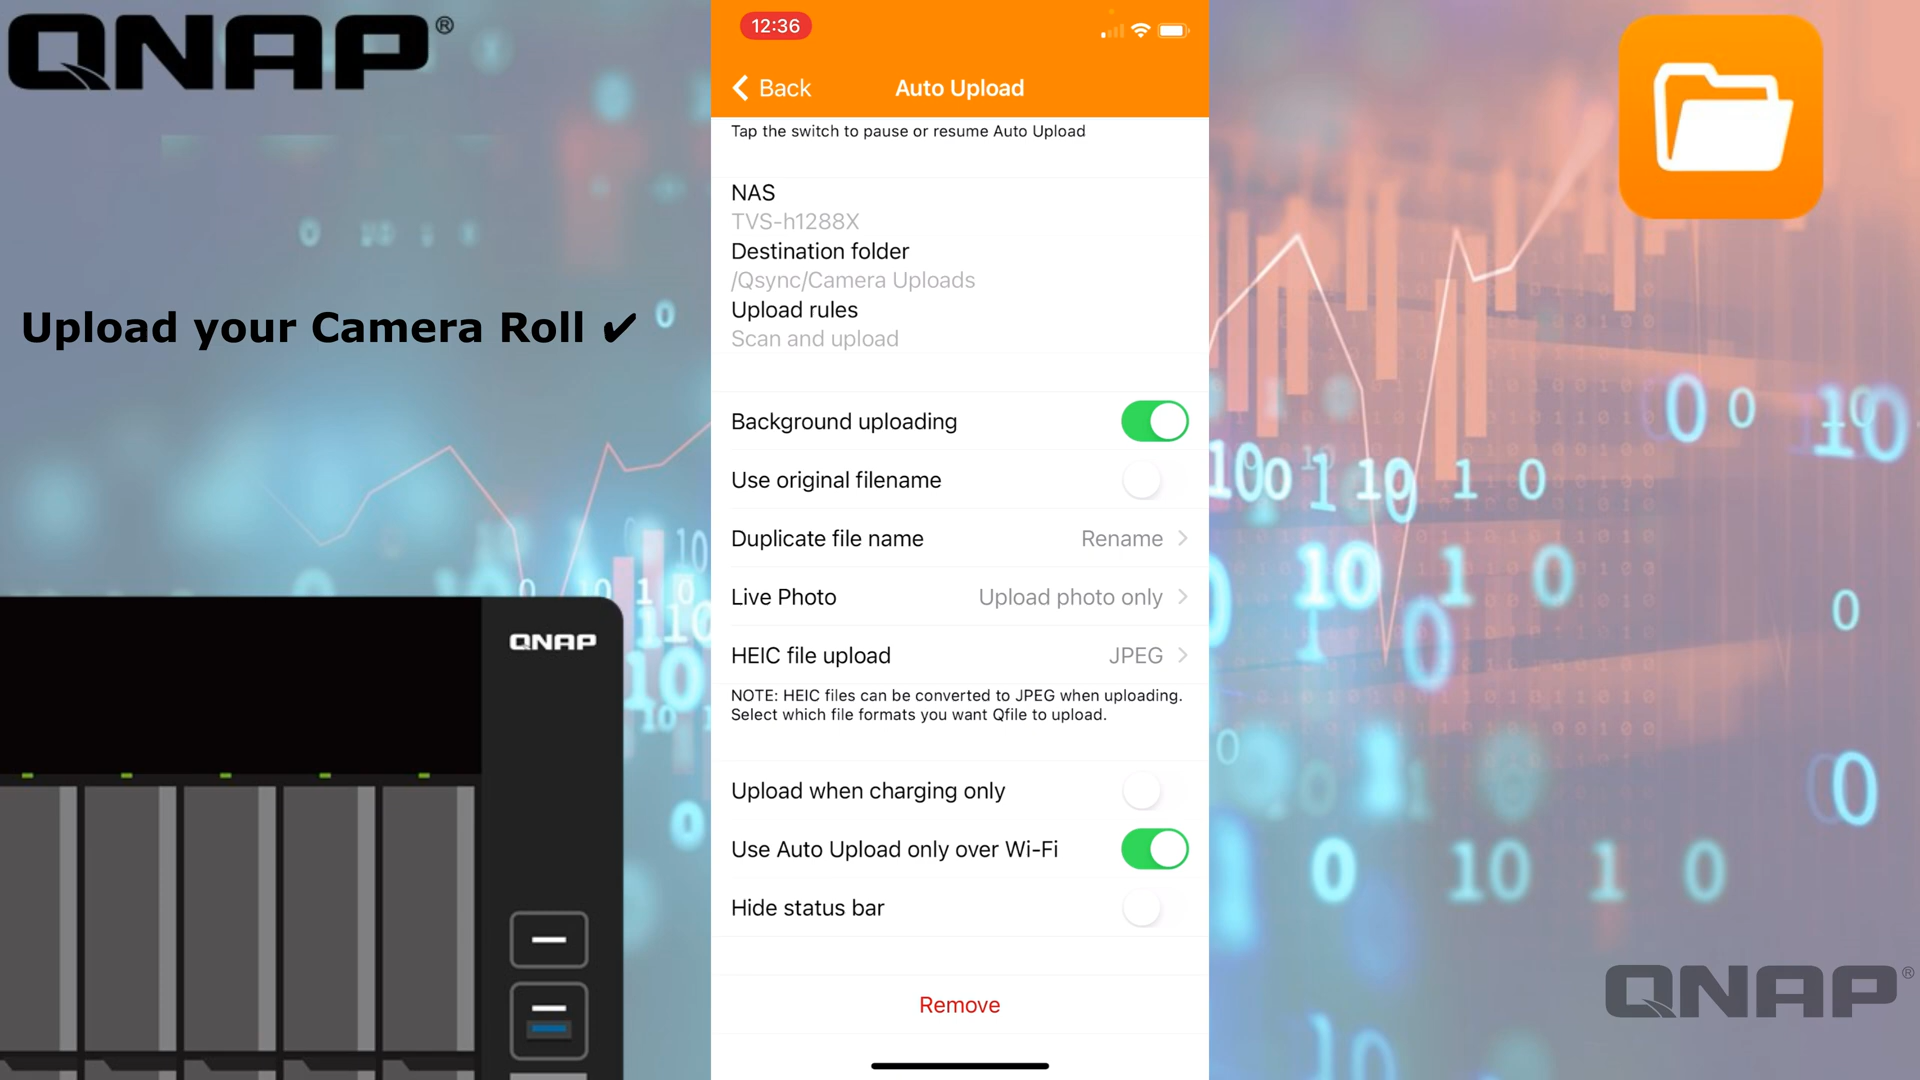 QNAP®
Upload your Camera Roll ✔
QNAP
12:36
Back
Auto Upload
Tap the switch to pause or resume Auto Upload
NAS
TVS-h1288X
Destination folder
/Qsync/Camera Uploads
Upload rules
Scan and upload
Background uploading
Use original filename
Duplicate file name Rename
Live Photo Upload photo only
HEIC file upload JPEG
NOTE: HEIC files can be converted to JPEG when uploading.
Select which file formats you want Qfile to upload.
Upload when charging only
Use Auto Upload only over Wi-Fi
Hide status bar
Remove
QNAP®